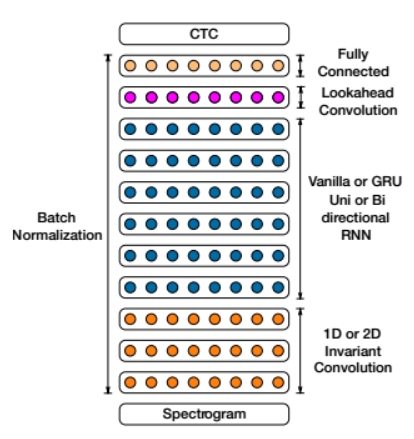 CTC
Fully
Connected
Lookahead
Convolution
Vanilla or GRU
Uni or Bi
directional
RNN
Batch
Normalization
1D or 2D
Invariant
Convolution
Spectrogram